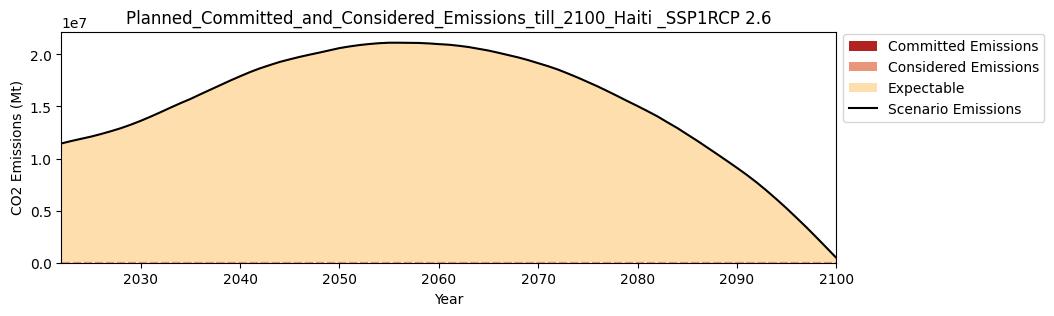 Planned_Committed_and_Considered_Emissions_till_2100_Haiti _SSP1RCP 2.6
1e7
2.0
1.5
1.0
0.5
0.0
CO2 Emissions (Mt)
2030 2040 2050 2060 2070 2080 2090 2100
Year
Committed Emissions
Considered Emissions
Expectable
Scenario Emissions